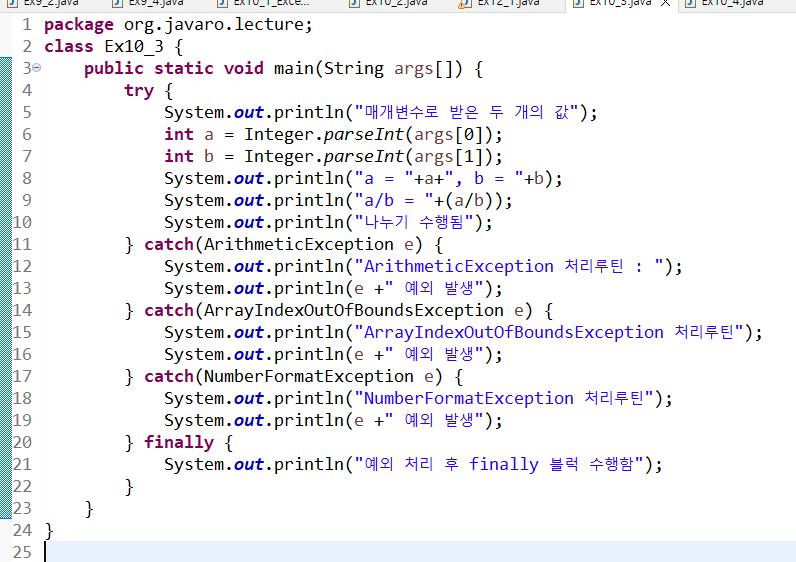 Ex9_2.java Ex9_4.java Ex10_1_Exce... Ex10_2.java Ex12_1.java Ex10_3.java Ex10_4.java
1 package org.javaro.lecture;
2 class Ex10_3 {
3 public static void main(String args[]) {
4 try {
5 System.out.println("매개변수로 받은 두 개의 값");
6 int a = Integer.parseInt(args[0]);
7 int b = Integer.parseInt(args[1]);
8 System.out.println("a = "+a+", b = "+b);
9 System.out.println("a/b = "+(a/b));
10 System.out.println("나누기 수행됨");
11 } catch(ArithmeticException e) {
12 System.out.println("ArithmeticException 처리루틴 : ");
13 System.out.println(e +" 예외 발생");
14 } catch(ArrayIndexOutOfBoundsException e) {
15 System.out.println("ArrayIndexOutOfBoundsException 처리루틴");
16 System.out.println(e +" 예외 발생");
17 } catch(NumberFormatException e) {
18 System.out.println("NumberFormatException 처리루틴");
19 System.out.println(e +" 예외 발생");
20 } finally {
21 System.out.println("예외 처리 후 finally 블럭 수행함");
22 }
23 }
24 }
25